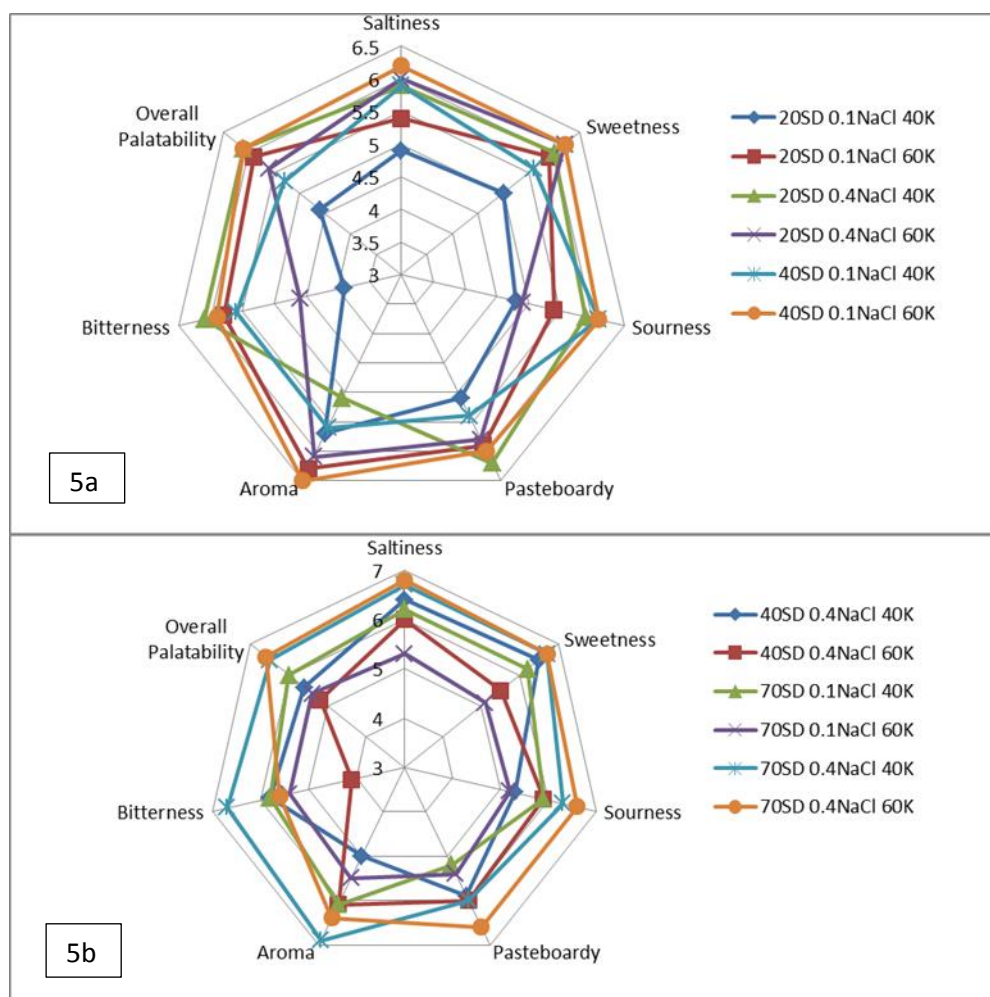 Saltiness
6.5
6
5.5
5
4.5
4
3.5
3
Sweetness
Sourness
Pasteboardy
Aroma
Bitterness
Overall
Palatability
20SD 0.1NaCl 40K
20SD 0.1NaCl 60K
20SD 0.4NaCl 40K
20SD 0.4NaCl 60K
40SD 0.1NaCl 40K
40SD 0.1NaCl 60K
5a
Saltiness
7
6
5
4
3
Sweetness
Sourness
Pasteboardy
Aroma
Bitterness
Overall
Palatability
40SD 0.4NaCl 40K
40SD 0.4NaCl 60K
70SD 0.1NaCl 40K
70SD 0.1NaCl 60K
70SD 0.4NaCl 40K
70SD 0.4NaCl 60K
5b